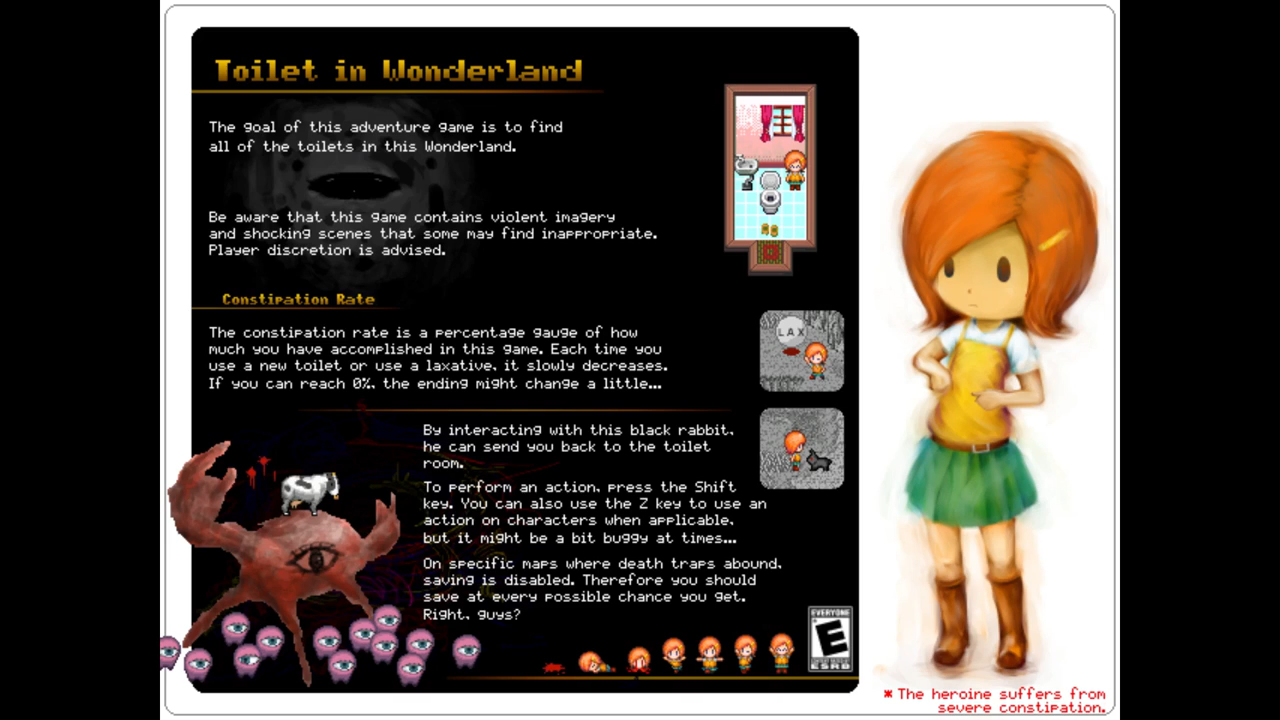 Toilet in Wonderland
The goal of this adventure game is to find
all of the toilets in this Wonderland.
Be aware that this game contains violent imagery
and shocking scenes that some may find inappropriate.
Player discretion is advised.
Constipation Rate
The constipation rate is a percentage gauge of how
much you have accomplished in this game. Each time you
use a new toilet or use a laxative, it slowly decreases.
If you can reach 0%, the ending might change a little...
LAX
By interacting with this black rabbit,
he can send you back to the toilet
room.
To perform an action, press the Shift
key. You can also use the Z key to use an
action on characters when applicable,
but it might be a bit buggy at times...
On specific maps where death traps abound,
saving is disabled. Therefore you should
save at every possible chance you get.
Right, guys?
EVERYONE
E
ESRB
* The heroine suffers from
severe constipation.